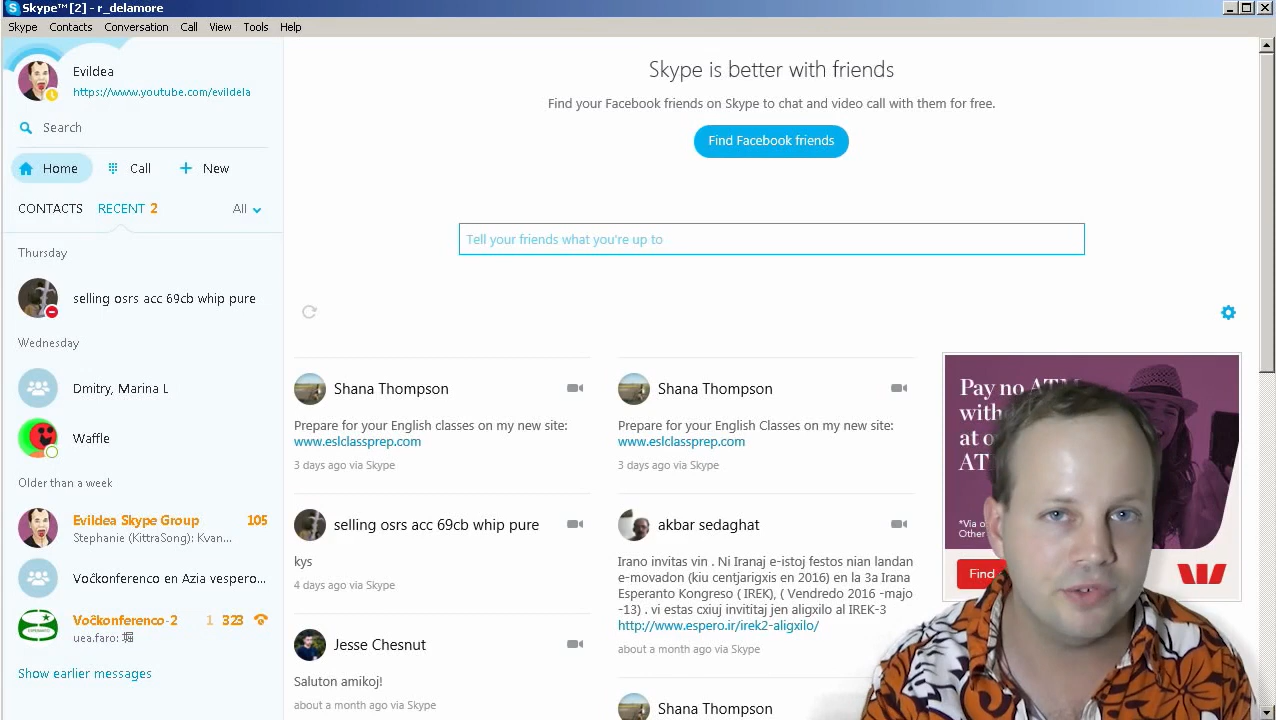 Skype™[2] - r_delamore
Skype Contacts Conversation Call View Tools Help
Evildea
https://www.youtube.com/evildela
Search
Home Call New
CONTACTS RECENT 2 All
Thursday
selling osrs acc 69cb whip pure
Wednesday
Dmitry, Marina L
Waffle
Older than a week
Evildea Skype Group 105
Stephanie (KittraSong): Kvan...
Voĉkonferenco en Azia vespero...
Voĉkonferenco-2 1 323
uea.faro:
Show earlier messages
Skype is better with friends
Find your Facebook friends on Skype to chat and video call with them for free.
Find Facebook friends
Tell your friends what you're up to
Shana Thompson
Prepare for your English classes on my new site:
www.eslclassprep.com
3 days ago via Skype
selling osrs acc 69cb whip pure
kys
4 days ago via Skype
Jesse Chesnut
Saluton amikoj!
about a month ago via Skype
Shana Thompson
Prepare for your English Classes on my new site:
www.eslclassprep.com
3 days ago via Skype
akbar sedaghat
Irano invitas vin . Ni Iranaj e-istoj festos nian landan
e-movadon (kiu centjarigxis en 2016) en la 3a Irana
Esperanto Kongreso ( IREK), ( Vendredo 2016 -majo
-13) . vi estas cxiuj invititaj jen aligxilo al IREK-3
http://www.espero.ir/irek2-aligxilo/
about a month ago via Skype
Shana Thompson
Pay no ATM
with
at
AT
*Via
Other
Find